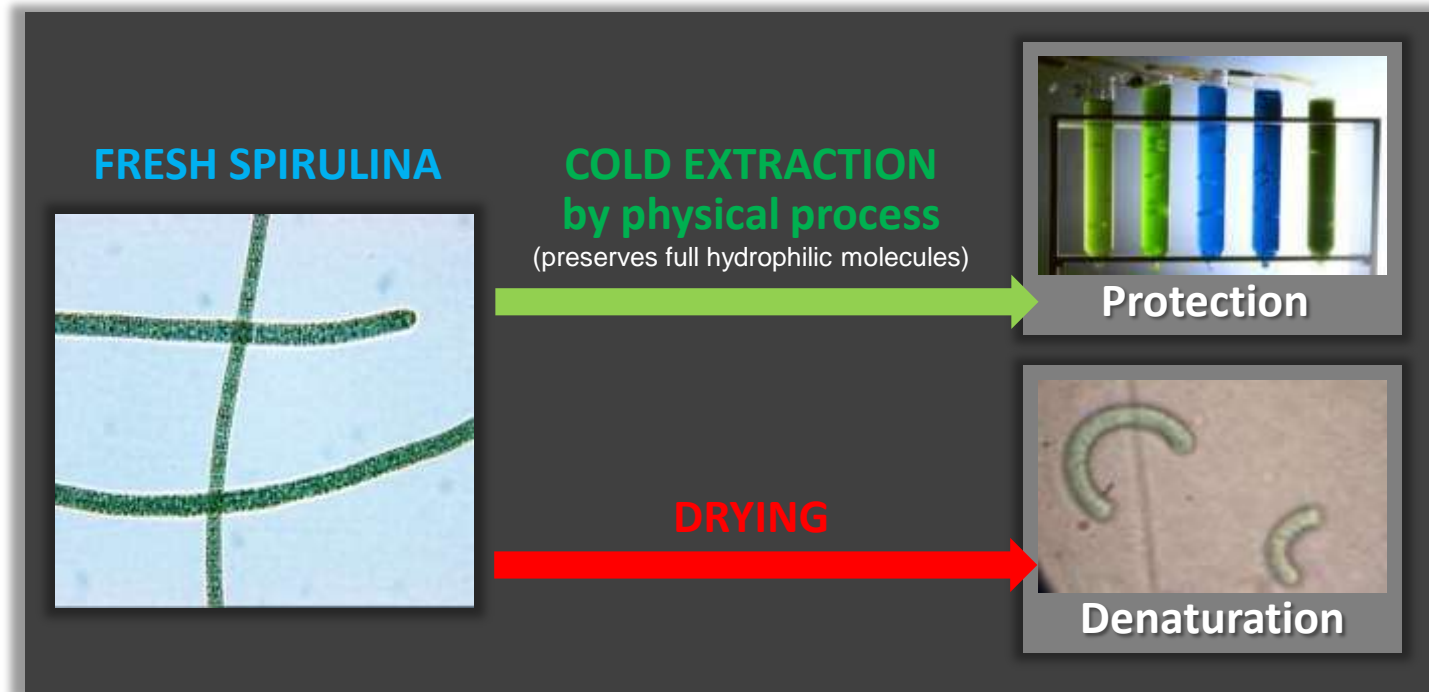 FRESH SPIRULINA
COLD EXTRACTION
by physical process
(preserves full hydrophilic molecules)
Protection
DRYING
Denaturation